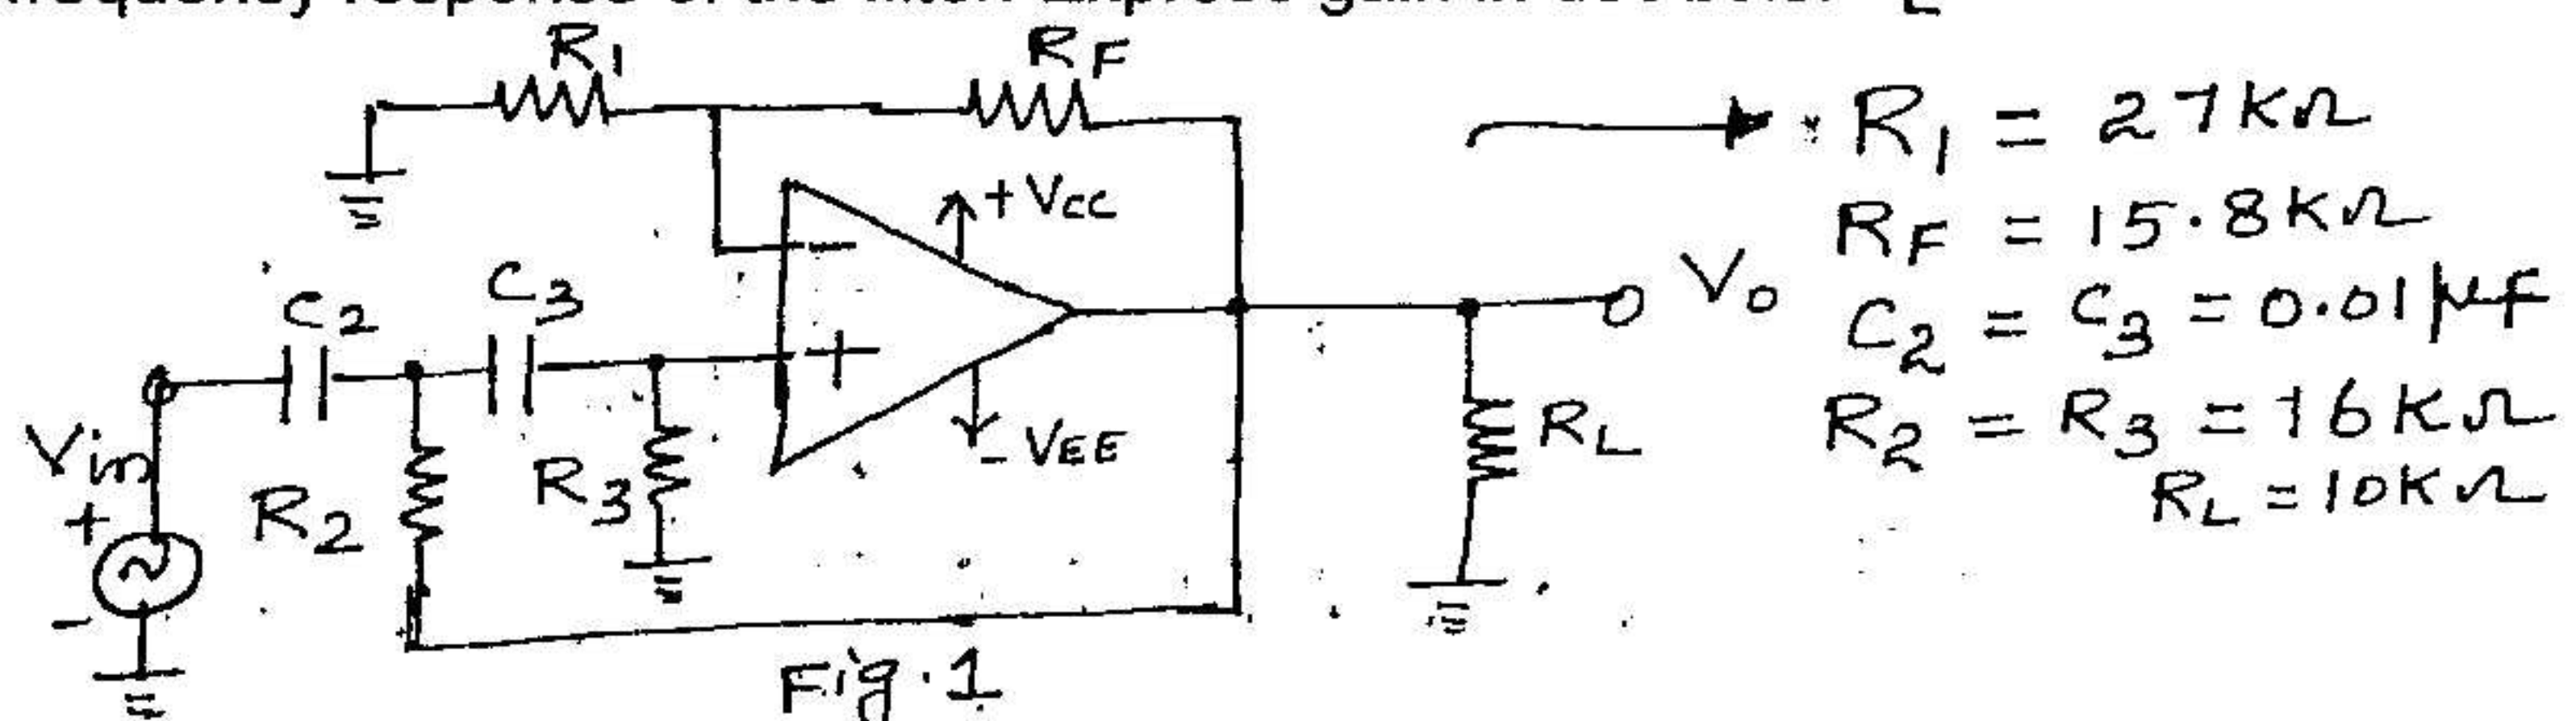 frequency response of the filter. Express gain in decibels.
R1
RF
+VCC
−
C2
C3
+
Vin
+
−
R2
R3
−VEE
Vo
RL
Fig.1
R1 = 27KΩ
RF = 15.8KΩ
C2 = C3 = 0.01μf
R2 = R3 = 16KΩ
RL = 10KΩ